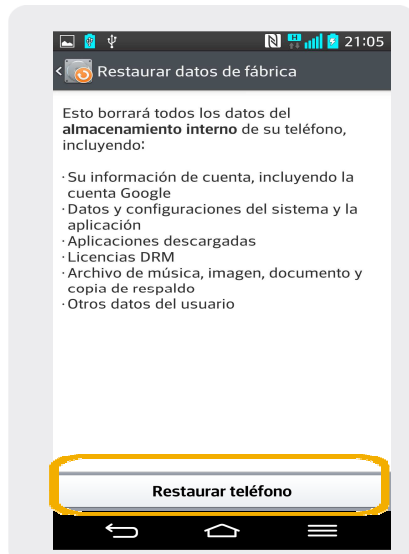 21:05
Restaurar datos de fábrica
Esto borrará todos los datos del
almacenamiento interno de su teléfono,
incluyendo:
· Su información de cuenta, incluyendo la
cuenta Google
· Datos y configuraciones del sistema y la
aplicación
· Aplicaciones descargadas
· Licencias DRM
· Archivo de música, imagen, documento y
copia de respaldo
· Otros datos del usuario
Restaurar teléfono